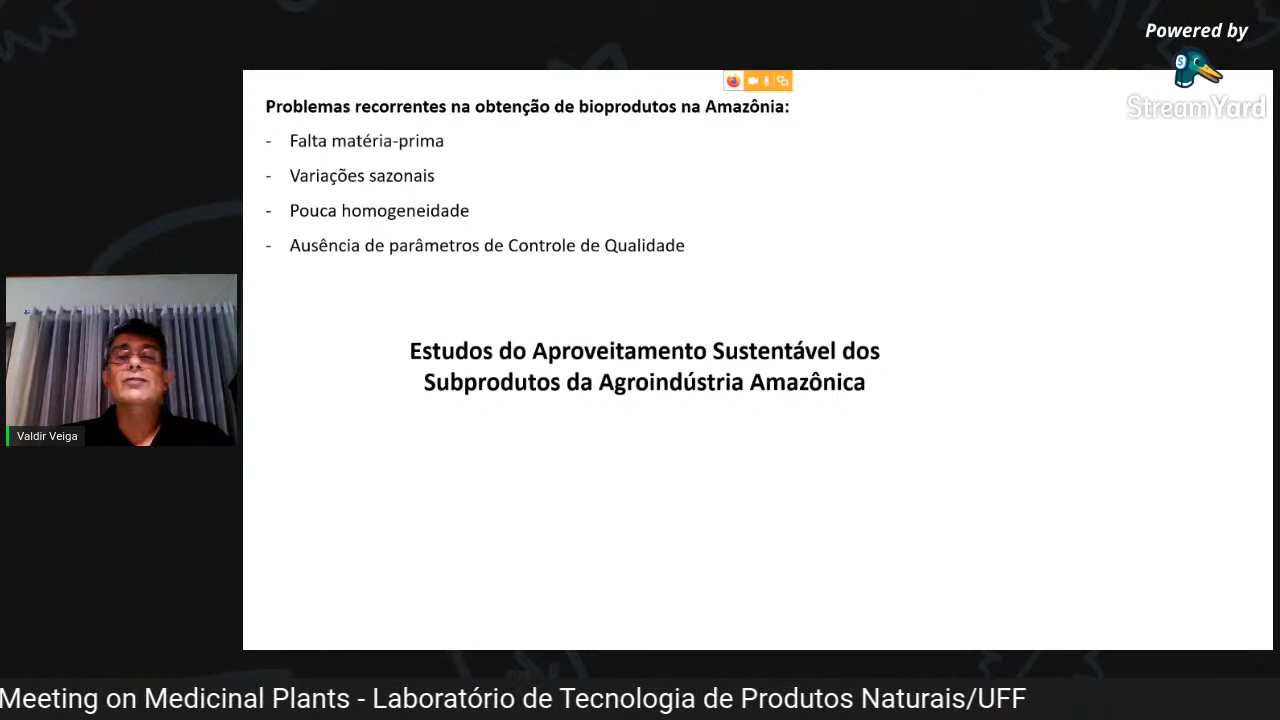 Powered by
StreamYard
Problemas recorrentes na obtenção de bioprodutos na Amazônia:
- Falta matéria-prima
- Variações sazonais
- Pouca homogeneidade
- Ausência de parâmetros de Controle de Qualidade
Estudos do Aproveitamento Sustentável dos
Subprodutos da Agroindústria Amazônica
Valdir Veiga
Meeting on Medicinal Plants - Laboratório de Tecnologia de Produtos Naturais/UFF